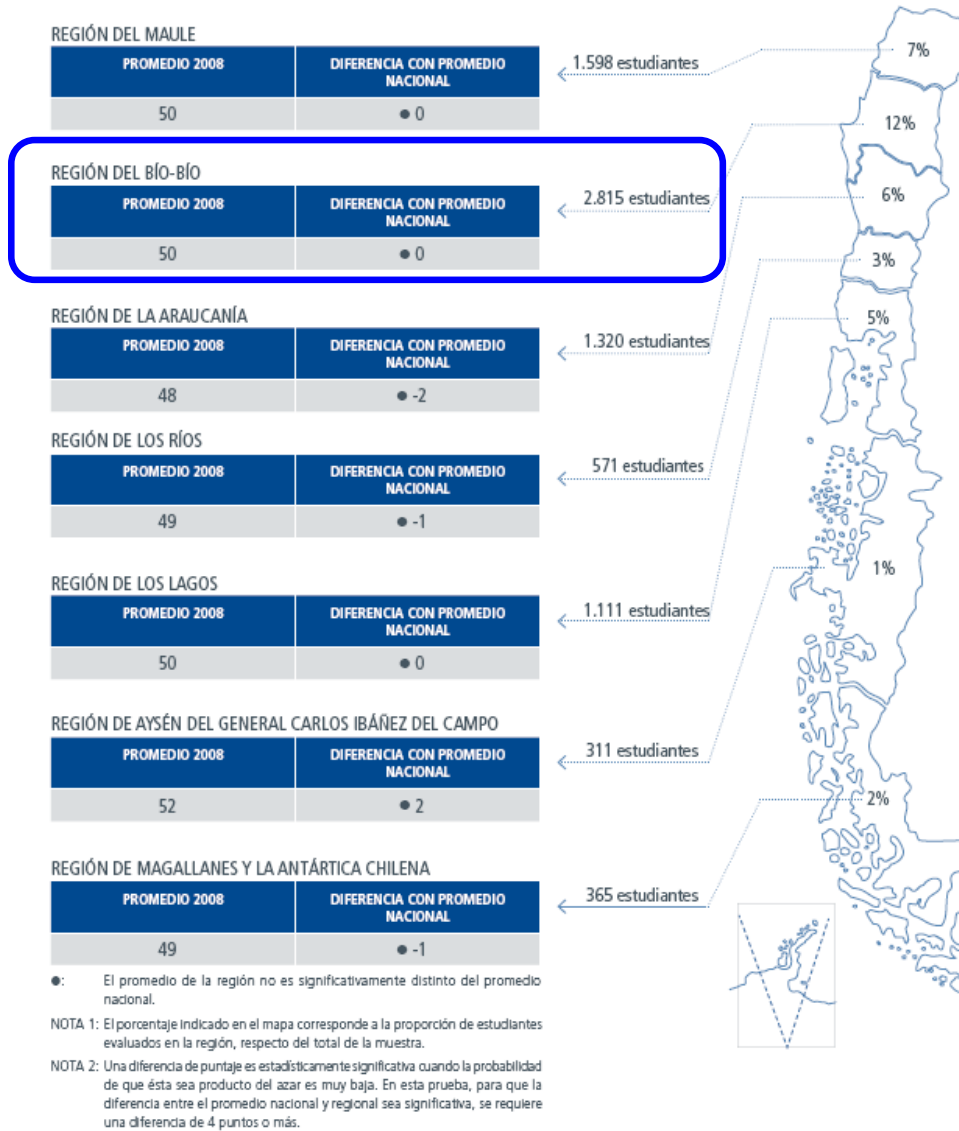 REGIÓN DEL MAULE
PROMEDIO 2008
DIFERENCIA CON PROMEDIO
NACIONAL
50
● 0
1.598 estudiantes
7%
REGIÓN DEL BÍO-BÍO
PROMEDIO 2008
DIFERENCIA CON PROMEDIO
NACIONAL
50
● 0
2.815 estudiantes
12%
REGIÓN DE LA ARAUCANÍA
PROMEDIO 2008
DIFERENCIA CON PROMEDIO
NACIONAL
48
● -2
1.320 estudiantes
6%
REGIÓN DE LOS RÍOS
PROMEDIO 2008
DIFERENCIA CON PROMEDIO
NACIONAL
49
● -1
571 estudiantes
3%
REGIÓN DE LOS LAGOS
PROMEDIO 2008
DIFERENCIA CON PROMEDIO
NACIONAL
50
● 0
1.111 estudiantes
5%
REGIÓN DE AYSÉN DEL GENERAL CARLOS IBÁÑEZ DEL CAMPO
PROMEDIO 2008
DIFERENCIA CON PROMEDIO
NACIONAL
52
● 2
311 estudiantes
1%
REGIÓN DE MAGALLANES Y LA ANTÁRTICA CHILENA
PROMEDIO 2008
DIFERENCIA CON PROMEDIO
NACIONAL
49
● -1
365 estudiantes
2%
●: El promedio de la región no es significativamente distinto del promedio
nacional.
NOTA 1: El porcentaje indicado en el mapa corresponde a la proporción de estudiantes
evaluados en la región, respecto del total de la muestra.
NOTA 2: Una diferencia de puntaje es estadísticamente significativa cuando la probabilidad
de que ésta sea producto del azar es muy baja. En esta prueba, para que la
diferencia entre el promedio nacional y regional sea significativa, se requiere
una diferencia de 4 puntos o más.